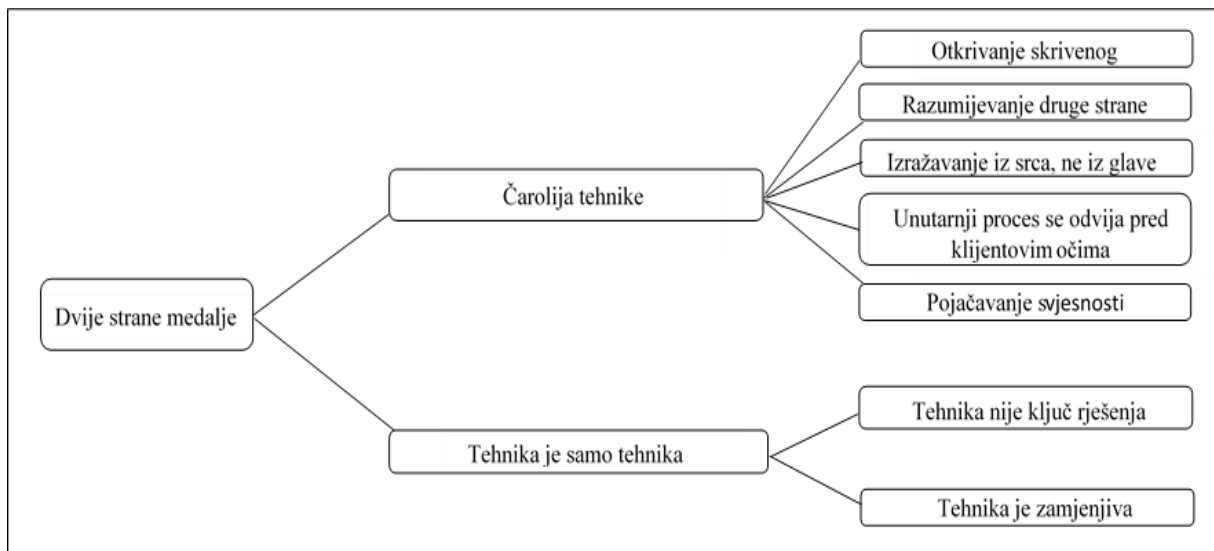 Dvije strane medalje
Čarolija tehnike
Otkrivanje skrivenog
Razumijevanje druge strane
Izražavanje iz srca, ne iz glave
Unutarnji proces se odvija pred
klijentovim očima
Pojačavanje svjesnosti
Tehnika je samo tehnika
Tehnika nije ključ rješenja
Tehnika je zamjenjiva